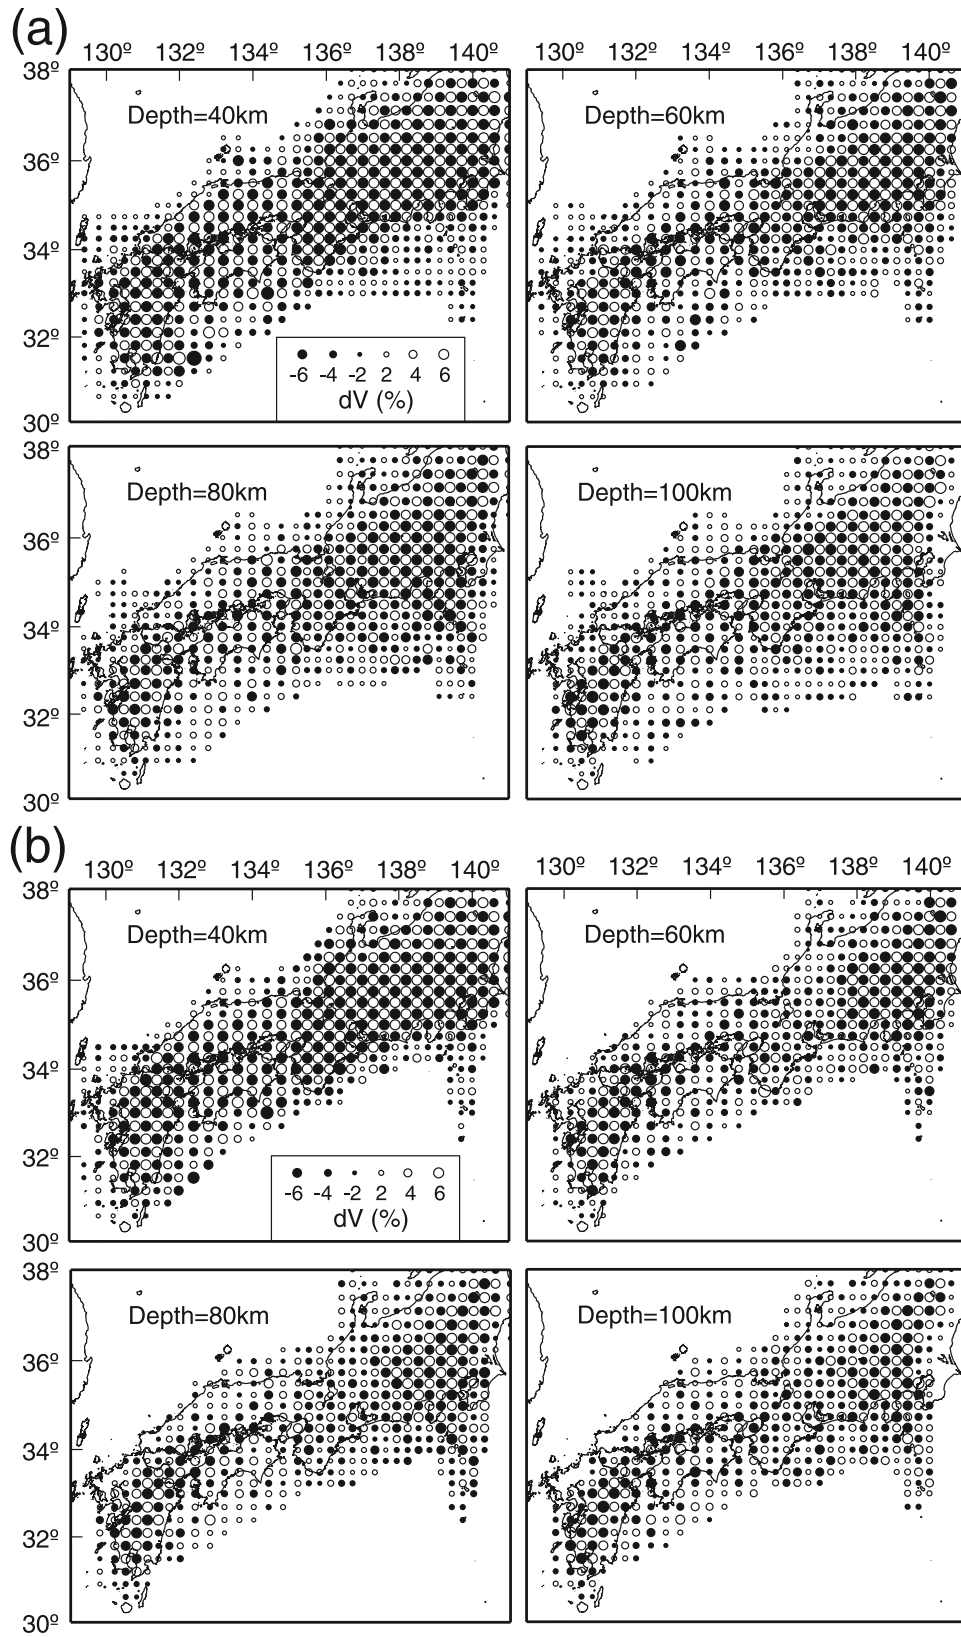 (a)
130º 132º 134º 136º 138º 140º 130º 132º 134º 136º 138º 140º
38º
Depth=40km Depth=60km
36º
34º
32º
-6 -4 -2 2 4 6
dV (%)
30º
38º
Depth=80km Depth=100km
36º
34º
32º
30º
(b)
130º 132º 134º 136º 138º 140º 130º 132º 134º 136º 138º 140º
38º
Depth=40km Depth=60km
36º
34º
32º
-6 -4 -2 2 4 6
dV (%)
30º
38º
Depth=80km Depth=100km
36º
34º
32º
30º